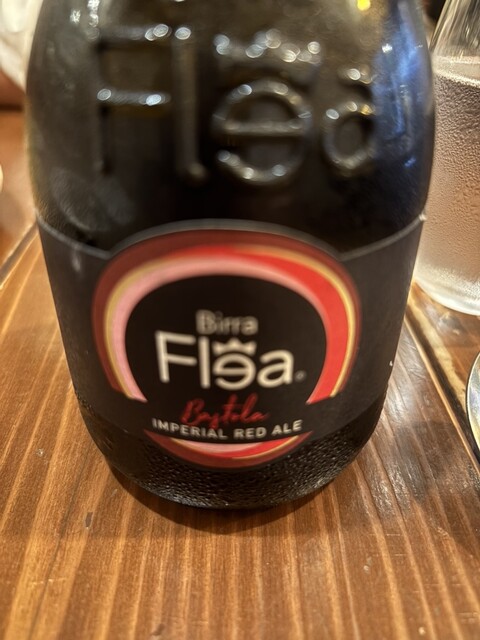 Flea
Birra
Flea
Bastola
IMPERIAL RED ALE